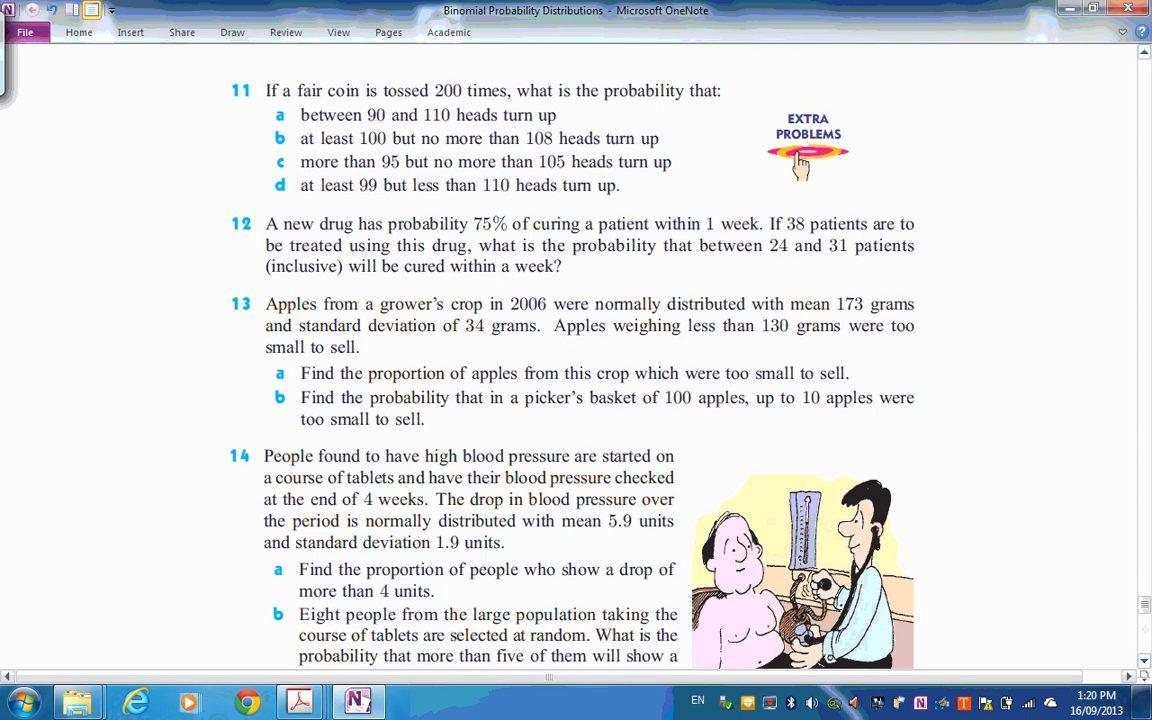 Binomial Probability Distributions - Microsoft OneNote
File Home Insert Share Draw Review View Pages Academic
11 If a fair coin is tossed 200 times, what is the probability that:
a between 90 and 110 heads turn up
b at least 100 but no more than 108 heads turn up
c more than 95 but no more than 105 heads turn up
d at least 99 but less than 110 heads turn up.
EXTRA
PROBLEMS
12 A new drug has probability 75% of curing a patient within 1 week. If 38 patients are to
be treated using this drug, what is the probability that between 24 and 31 patients
(inclusive) will be cured within a week?
13 Apples from a grower's crop in 2006 were normally distributed with mean 173 grams
and standard deviation of 34 grams. Apples weighing less than 130 grams were too
small to sell.
a Find the proportion of apples from this crop which were too small to sell.
b Find the probability that in a picker's basket of 100 apples, up to 10 apples were
too small to sell.
14 People found to have high blood pressure are started on
a course of tablets and have their blood pressure checked
at the end of 4 weeks. The drop in blood pressure over
the period is normally distributed with mean 5.9 units
and standard deviation 1.9 units.
a Find the proportion of people who show a drop of
more than 4 units.
b Eight people from the large population taking the
course of tablets are selected at random. What is the
probability that more than five of them will show a
EN
1:20 PM
16/09/2013